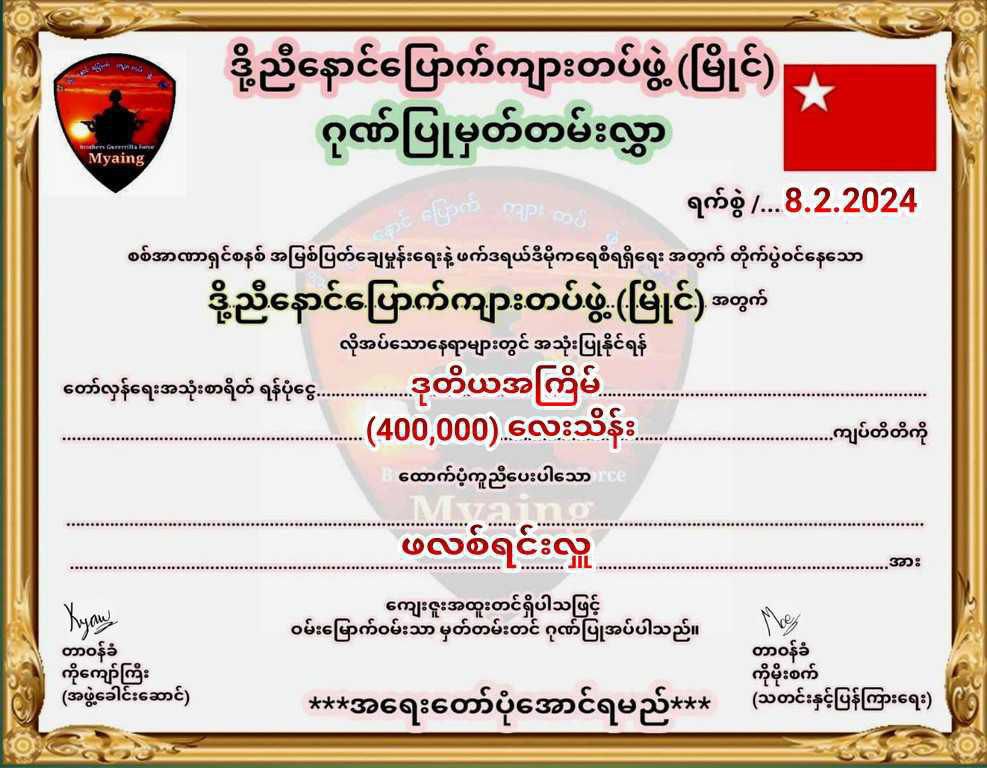 ဒို့ညီနောင်ပြောက်ကျားတပ်ဖွဲ့ (မြိုင်)
ဂုဏ်ပြုမှတ်တမ်းလွှာ
Brothers Guerrilla Force
Myaing
ရက်စွဲ /... 8.2.2024
စစ်အာဏာရှင်စနစ် အမြစ်ပြတ်ချေမှုန်းရေးနဲ့ ဖက်ဒရယ်ဒီမိုကရေစီရရှိရေး အတွက် တိုက်ပွဲဝင်နေသော
ဒို့ညီနောင်ပြောက်ကျားတပ်ဖွဲ့ (မြိုင်) အတွက်
လိုအပ်သောနေရာများတွင် အသုံးပြုနိုင်ရန်
တော်လှန်ရေးအသုံးစာရိတ် ရန်ပုံငွေ ဒုတိယအကြိမ်
(400,000) လေးသိန်း ကျပ်တိတိကို
ထောက်ပံ့ကူညီပေးပါသော
Myaing
ဖလစ်ရင်းလှူ အား
ကျေးဇူးအထူးတင်ရှိပါသဖြင့်
ဝမ်းမြောက်ဝမ်းသာ မှတ်တမ်းတင် ဂုဏ်ပြုအပ်ပါသည်။
Kyaw
တာဝန်ခံ
ကိုကျော်ကြီး
(အဖွဲ့ခေါင်းဆောင်)
Moe
တာဝန်ခံ
ကိုမိုးစက်
(သတင်းနှင့်ပြန်ကြားရေး)
***အရေးတော်ပုံအောင်ရမည်***